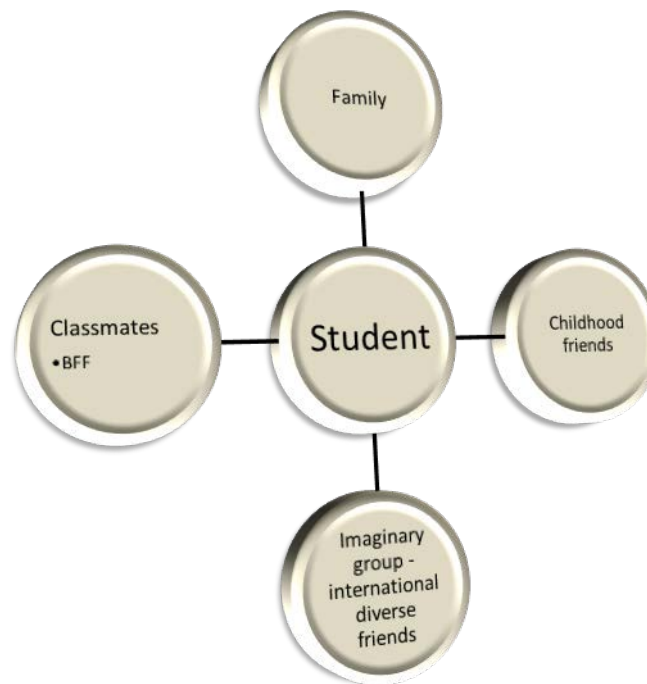 Family
Classmates
•BFF
Student
Childhood
friends
Imaginary
group -
international
diverse
friends